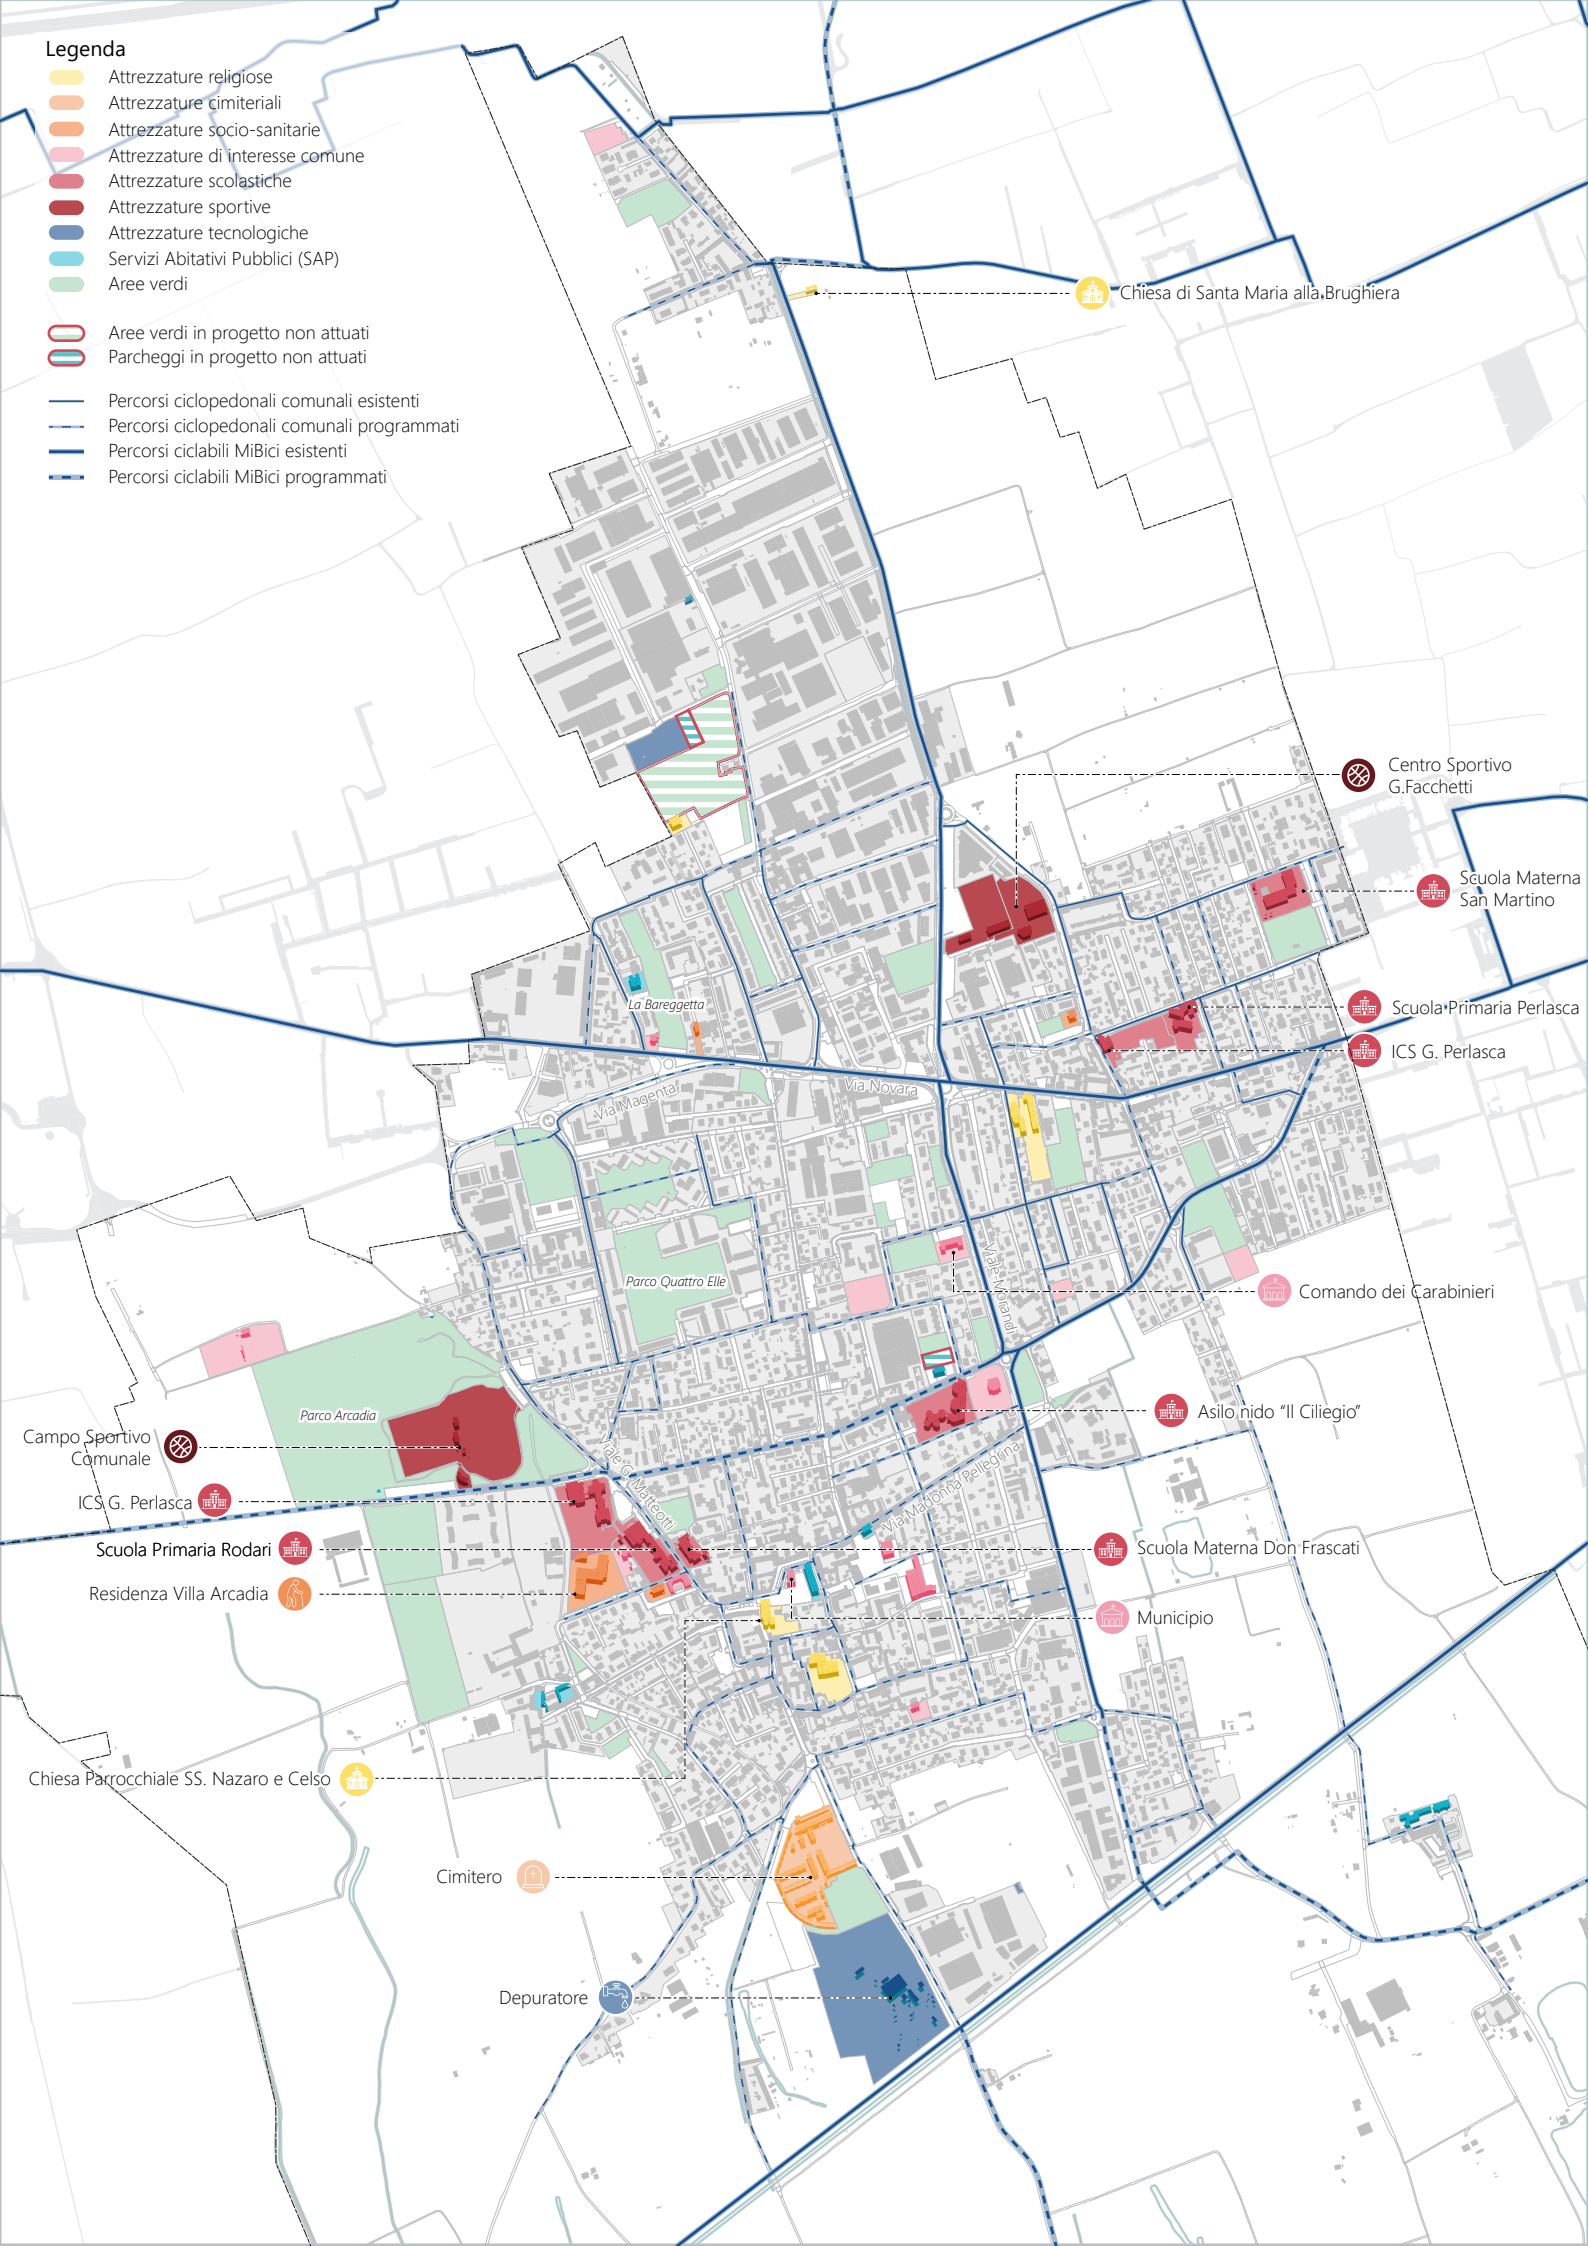 Legenda
Attrezzature religiose
Attrezzature cimiteriali
Attrezzature socio-sanitarie
Attrezzature di interesse comune
Attrezzature scolastiche
Attrezzature sportive
Attrezzature tecnologiche
Servizi Abitativi Pubblici (SAP)
Aree verdi
Aree verdi in progetto non attuati
Parcheggi in progetto non attuati
Percorsi ciclopedonali comunali esistenti
Percorsi ciclopedonali comunali programmati
Percorsi ciclabili MiBici esistenti
Percorsi ciclabili MiBici programmati
Chiesa di Santa Maria alla Brughiera
Centro Sportivo
G.Facchetti
Scuola Materna
San Martino
La Bareggetta
Scuola Primaria Perlasca
ICS G. Perlasca
Via Magenta
Via Novara
Parco Quattro Elle
Viale Morandi
Comando dei Carabinieri
Parco Arcadia
Asilo nido "Il Ciliegio"
Campo Sportivo
Comunale
Viale G. Matteotti
Via Madonna Pellegrina
ICS G. Perlasca
Scuola Primaria Rodari
Scuola Materna Don Frascati
Residenza Villa Arcadia
Municipio
Chiesa Parrocchiale SS. Nazaro e Celso
Cimitero
Depuratore